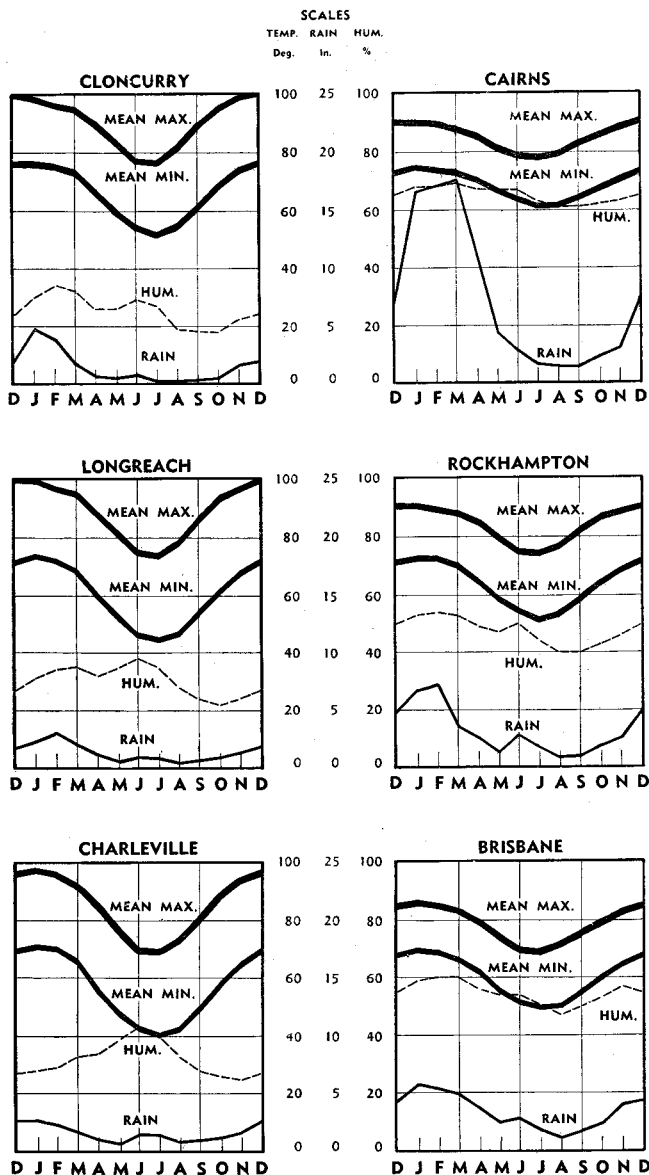 SCALES
TEMP. RAIN HUM.
Deg. In. %
CLONCURRY
CAIRNS
100 25 100
80 20 80
60 15 60
40 10 40
20 5 20
0 0 0
MEAN MAX.
MEAN MIN.
HUM.
RAIN
D J F M A M J J A S O N D
MEAN MAX.
MEAN MIN.
HUM.
RAIN
D J F M A M J J A S O N D
LONGREACH
ROCKHAMPTON
100 25 100
80 20 80
60 15 60
40 10 40
20 5 20
0 0 0
MEAN MAX.
MEAN MIN.
HUM.
RAIN
D J F M A M J J A S O N D
MEAN MAX.
MEAN MIN.
HUM.
RAIN
D J F M A M J J A S O N D
CHARLEVILLE
BRISBANE
100 25 100
80 20 80
60 15 60
40 10 40
20 5 20
0 0 0
MEAN MAX.
MEAN MIN.
HUM.
RAIN
D J F M A M J J A S O N D
MEAN MAX.
MEAN MIN.
HUM.
RAIN
D J F M A M J J A S O N D